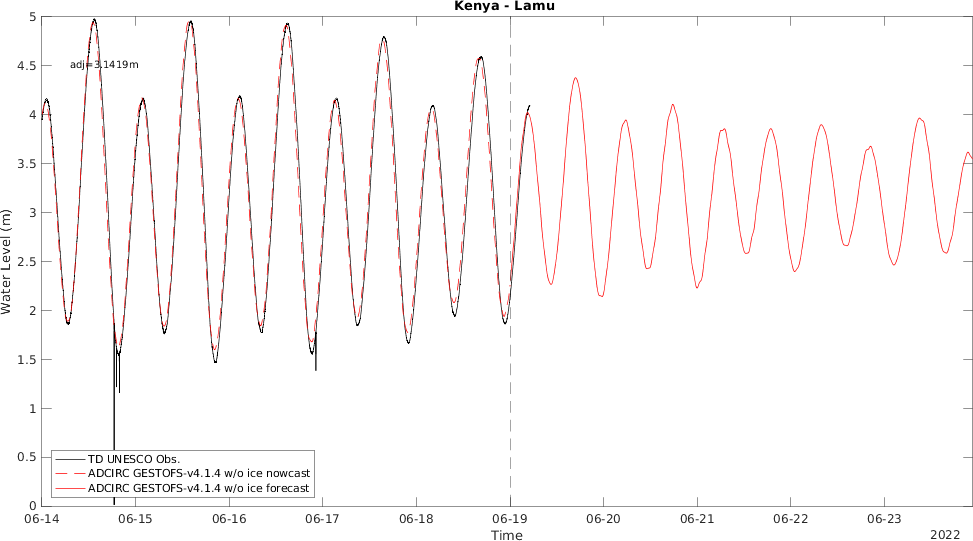 Kenya - Lamu
adj=3.1419m
Water Level (m)
5
4.5
4
3.5
3
2.5
2
1.5
1
0.5
0
TD UNESCO Obs.
ADCIRC GESTOFS-v4.1.4 w/o ice nowcast
ADCIRC GESTOFS-v4.1.4 w/o ice forecast
06-14 06-15 06-16 06-17 06-18 06-19 06-20 06-21 06-22 06-23
Time
2022